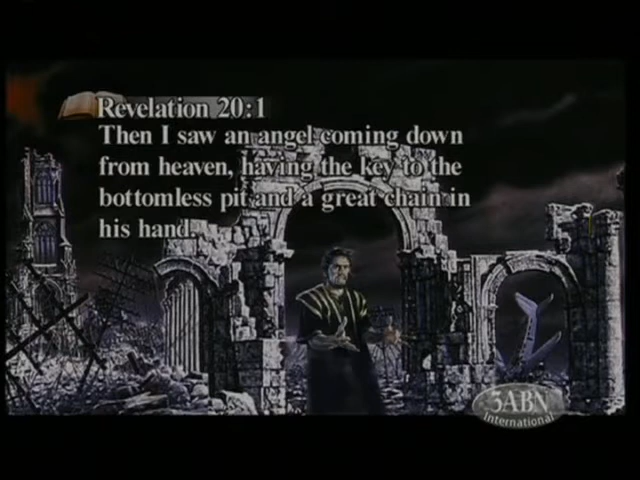 Revelation 20:1
Then I saw an angel coming down
from heaven, having the key to the
bottomless pit and a great chain in
his hand.
3ABN
International